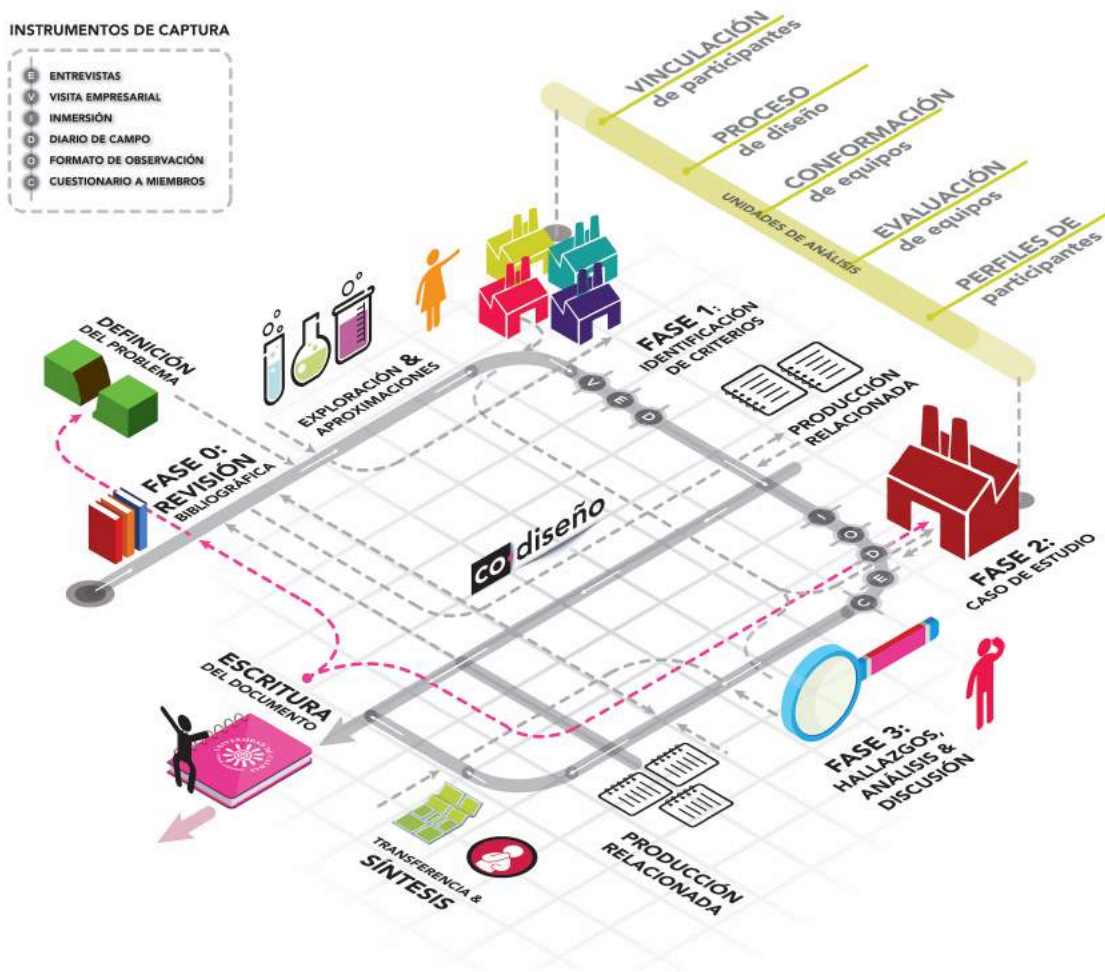 INSTRUMENTOS DE CAPTURA
E ENTREVISTAS
V VISITA EMPRESARIAL
I INMERSIÓN
D DIARIO DE CAMPO
O FORMATO DE OBSERVACIÓN
C CUESTIONARIO A MIEMBROS
VINCULACIÓN
de participantes
PROCESO
de diseño
CONFORMACIÓN
de equipos
EVALUACIÓN
de equipos
PERFILES DE
participantes
UNIDADES DE ANÁLISIS
DEFINICIÓN
DEL PROBLEMA
EXPLORACIÓN &
APROXIMACIONES
FASE 1:
IDENTIFICACIÓN
DE CRITERIOS
V
E
D
PRODUCCIÓN
RELACIONADA
FASE 0:
REVISIÓN
BIBLIOGRÁFICA
co·diseño
I
O
D
E
C
FASE 2:
CASO DE ESTUDIO
ESCRITURA
DEL DOCUMENTO
FASE 3:
HALLAZGOS,
ANÁLISIS &
DISCUSIÓN
TRANSFERENCIA &
SÍNTESIS
PRODUCCIÓN
RELACIONADA